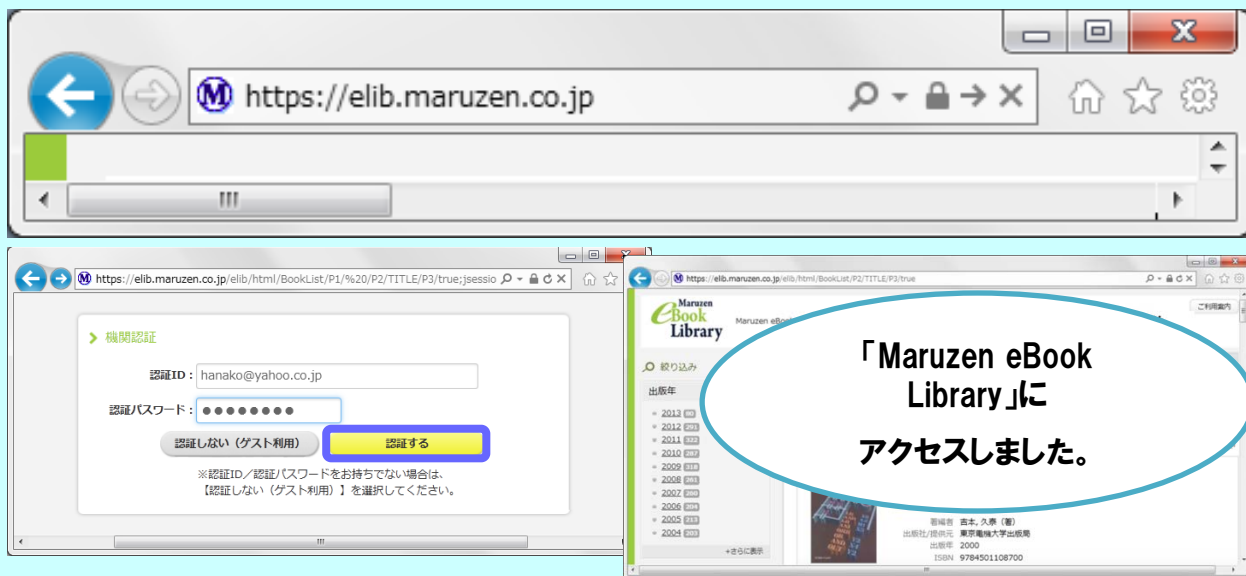 https://elib.maruzen.co.jp
https://elib.maruzen.co.jp/elib/html/BookList/P1/%20/P2/TITLE/P3/true;jsessio
機関認証
認証ID：hanako@yahoo.co.jp
認証パスワード：●●●●●●●●
認証しない（ゲスト利用） 認証する
※認証ID／認証パスワードをお持ちでない場合は、
【認証しない（ゲスト利用）】を選択してください。
https://elib.maruzen.co.jp/elib/html/BookList/P2/TITLE/P3/true
Maruzen
eBook
Library
Maruzen eBo
ご利用案内
絞り込み
出版年
2013
2012 291
2011 322
2010 287
2009 318
2008 261
2007
2006
2005 213
2004
+さらに表示
「Maruzen eBook
Library」に
アクセスしました。
著編者 吉本, 久泰（著）
出版社/提供元 東京電機大学出版局
出版年 2000
ISBN 9784501108700